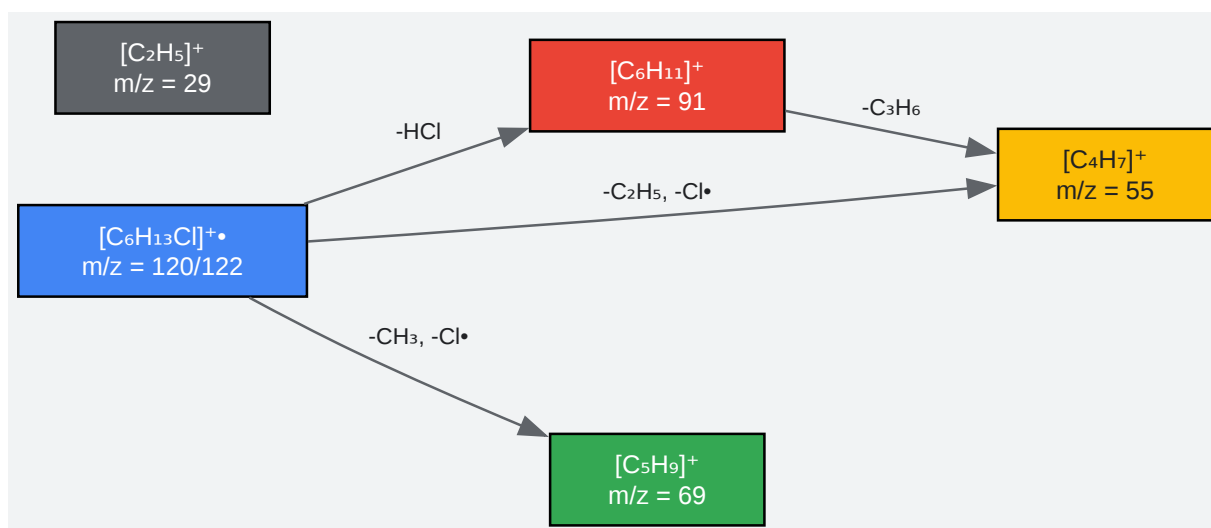 [C₂H₅]⁺
m/z = 29
[C₆H₁₁]⁺
m/z = 91
-C₃H₆
-HCl
[C₄H₇]⁺
m/z = 55
-C₂H₅, -Cl•
[C₆H₁₃Cl]⁺•
m/z = 120/122
-CH₃, -Cl•
[C₅H₉]⁺
m/z = 69